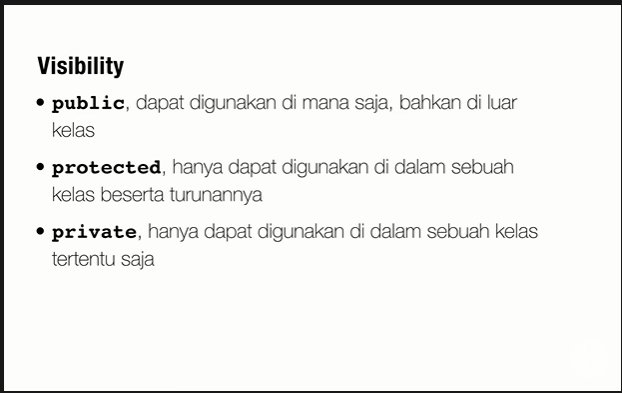 Visibility
• public, dapat digunakan di mana saja, bahkan di luar
kelas
• protected, hanya dapat digunakan di dalam sebuah
kelas beserta turunannya
• private, hanya dapat digunakan di dalam sebuah kelas
tertentu saja